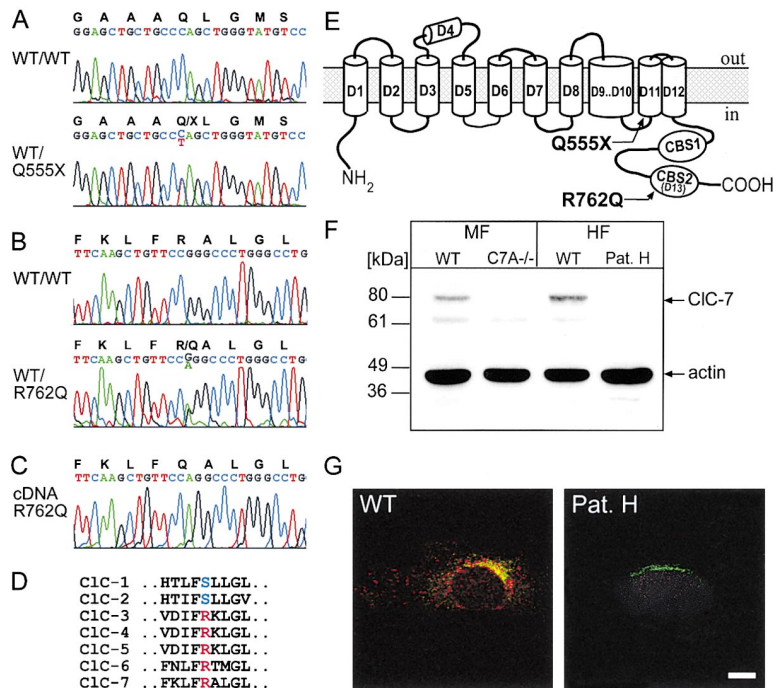 A
G A A A Q L G M S
GGAGCTGCTGCCCAGCTGGGTATGTCC
WT/WT
G A A A Q/X L G M S
GGAGCTGCTGCCCAGCTGGGTATGTCC
T
WT/
Q555X
B
F K L F R A L G L
TTCAAGCTGTTCCGGGCCCTGGGCCTG
WT/WT
F K L F R/Q A L G L
TTCAAGCTGTTCCGGGCCCTGGGCCTG
A
WT/
R762Q
C
F K L F Q A L G L
TTCAAGCTGTTCCAGGCCCTGGGCCTG
cDNA
R762Q
D
ClC-1 ..HTLFSLLGL..
ClC-2 ..HTIFSLLGV..
ClC-3 ..VDIFRKLGL..
ClC-4 ..VDIFRKLGL..
ClC-5 ..VDIFRKLGL..
ClC-6 ..FNLFRTMGL..
ClC-7 ..FKLFRALGL..
E
D4
out
D1 D2 D3 D5 D6 D7 D8 D9..D10 D11 D12
in
Q555X
CBS1
NH2
CBS2
(D13)
COOH
R762Q
F
MF HF
[kDa] WT C7A-/- WT Pat. H
80
ClC-7
61
49
actin
36
G
WT
Pat. H